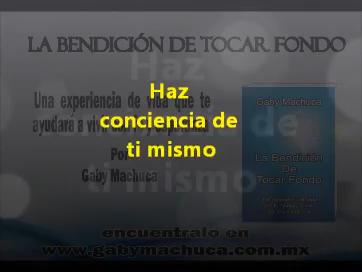 LA BENDICIÓN DE TOCAR FONDO
Haz
conciencia de
ti mismo
Una experiencia de vida que te
ayudará a vivir
Por
Gaby Machuca
Gaby Machuca
La Bendición
De
Tocar Fondo
encuentralo en
www.gabymachuca.com.mx